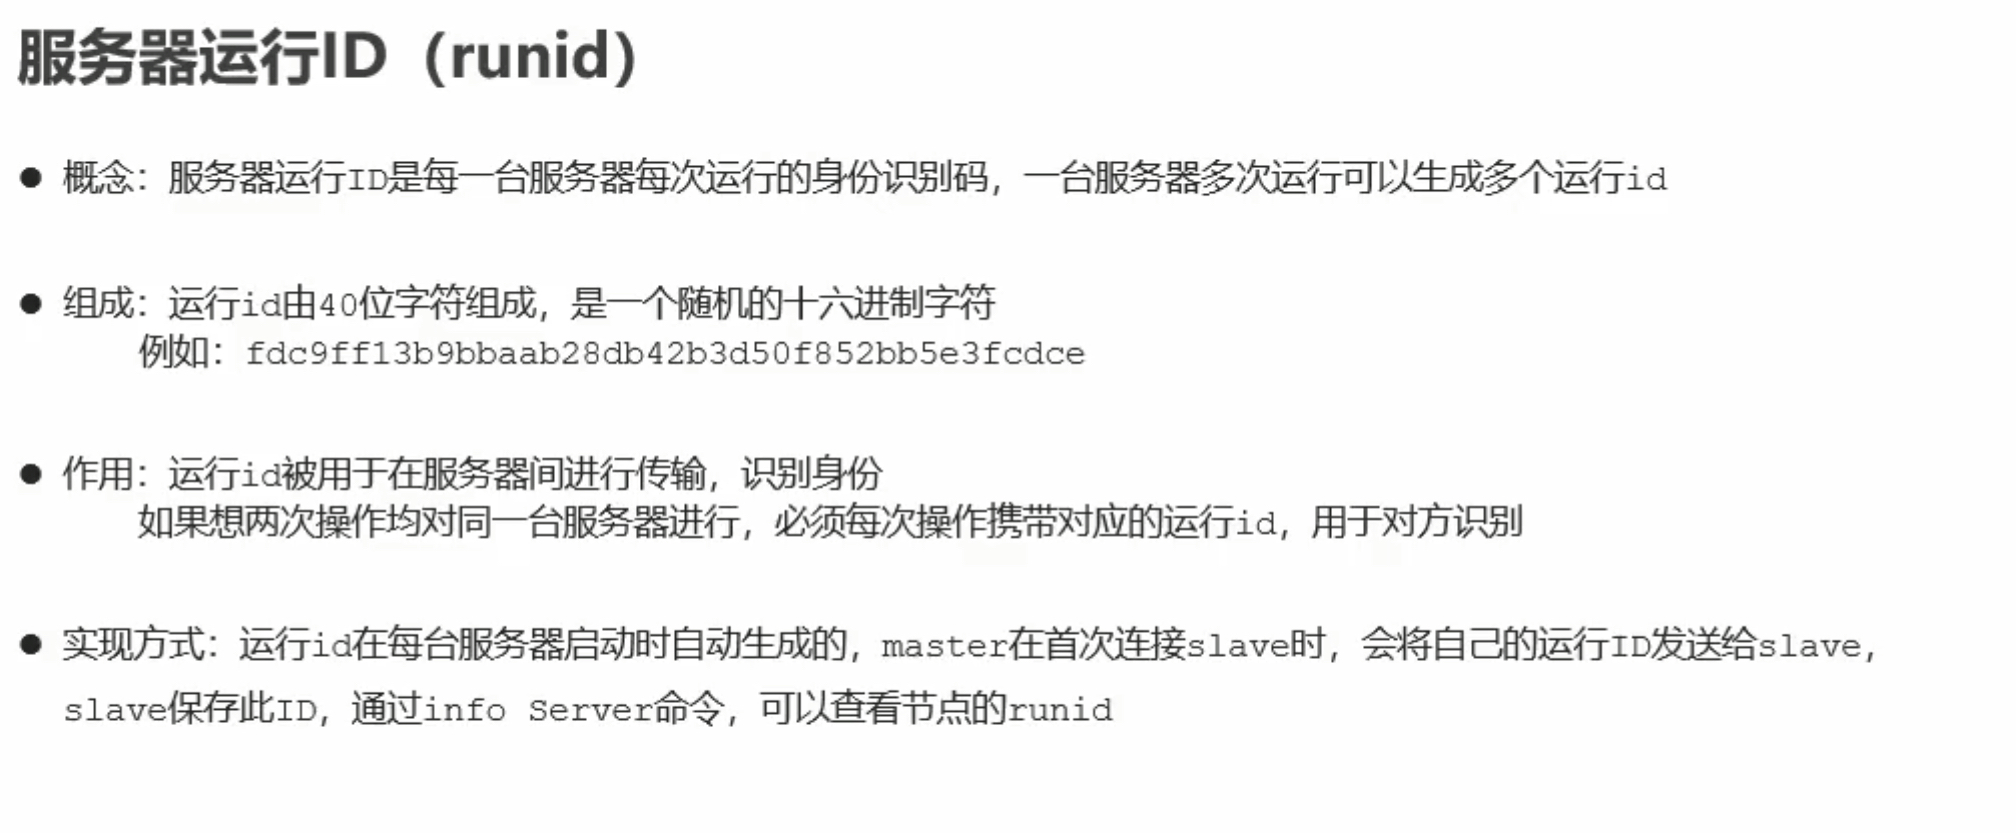 服务器运行ID（runid）
● 概念：服务器运行ID是每一台服务器每次运行的身份识别码，一台服务器多次运行可以生成多个运行id
● 组成：运行id由40位字符组成，是一个随机的十六进制字符
例如：fdc9ff13b9bbaab28db42b3d50f852bb5e3fcdce
● 作用：运行id被用于在服务器间进行传输，识别身份
如果想两次操作均对同一台服务器进行，必须每次操作携带对应的运行id，用于对方识别
● 实现方式：运行id在每台服务器启动时自动生成的，master在首次连接slave时，会将自己的运行ID发送给slave，
slave保存此ID，通过info Server命令，可以查看节点的runid